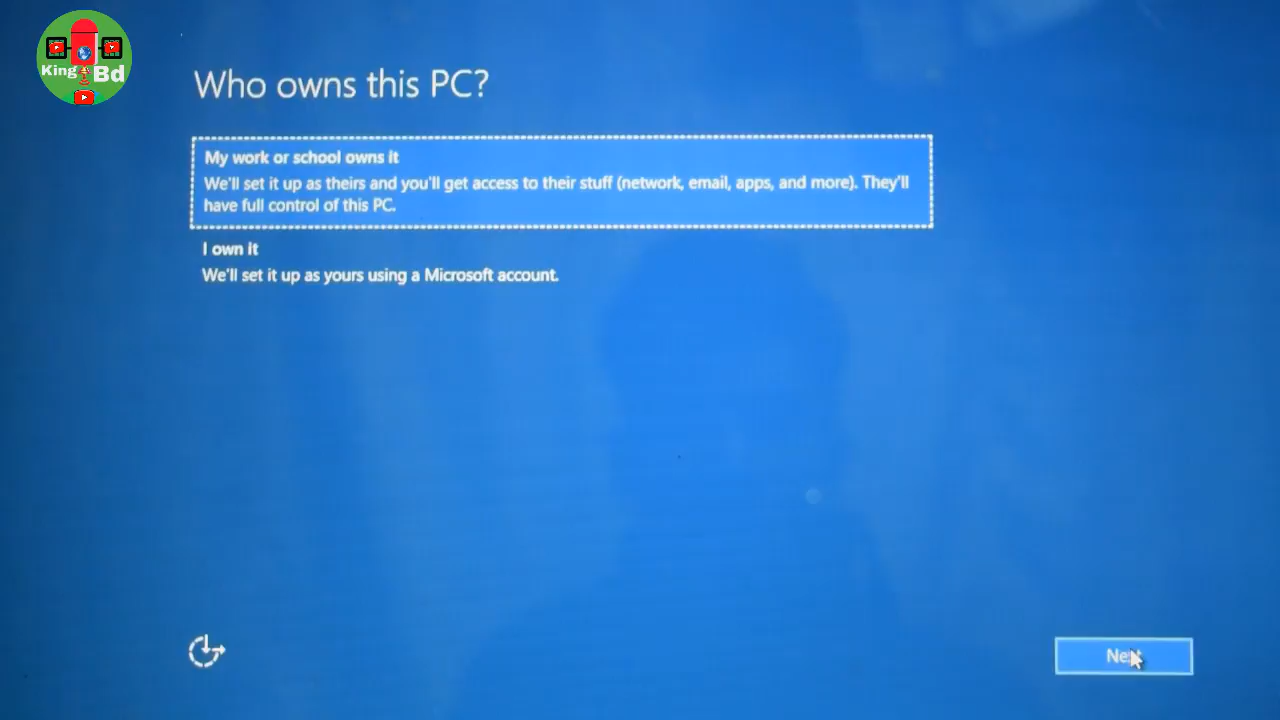 King Bd
Who owns this PC?
My work or school owns it
We'll set it up as theirs and you'll get access to their stuff (network, email, apps, and more). They'll
have full control of this PC.
I own it
We'll set it up as yours using a Microsoft account.
Next